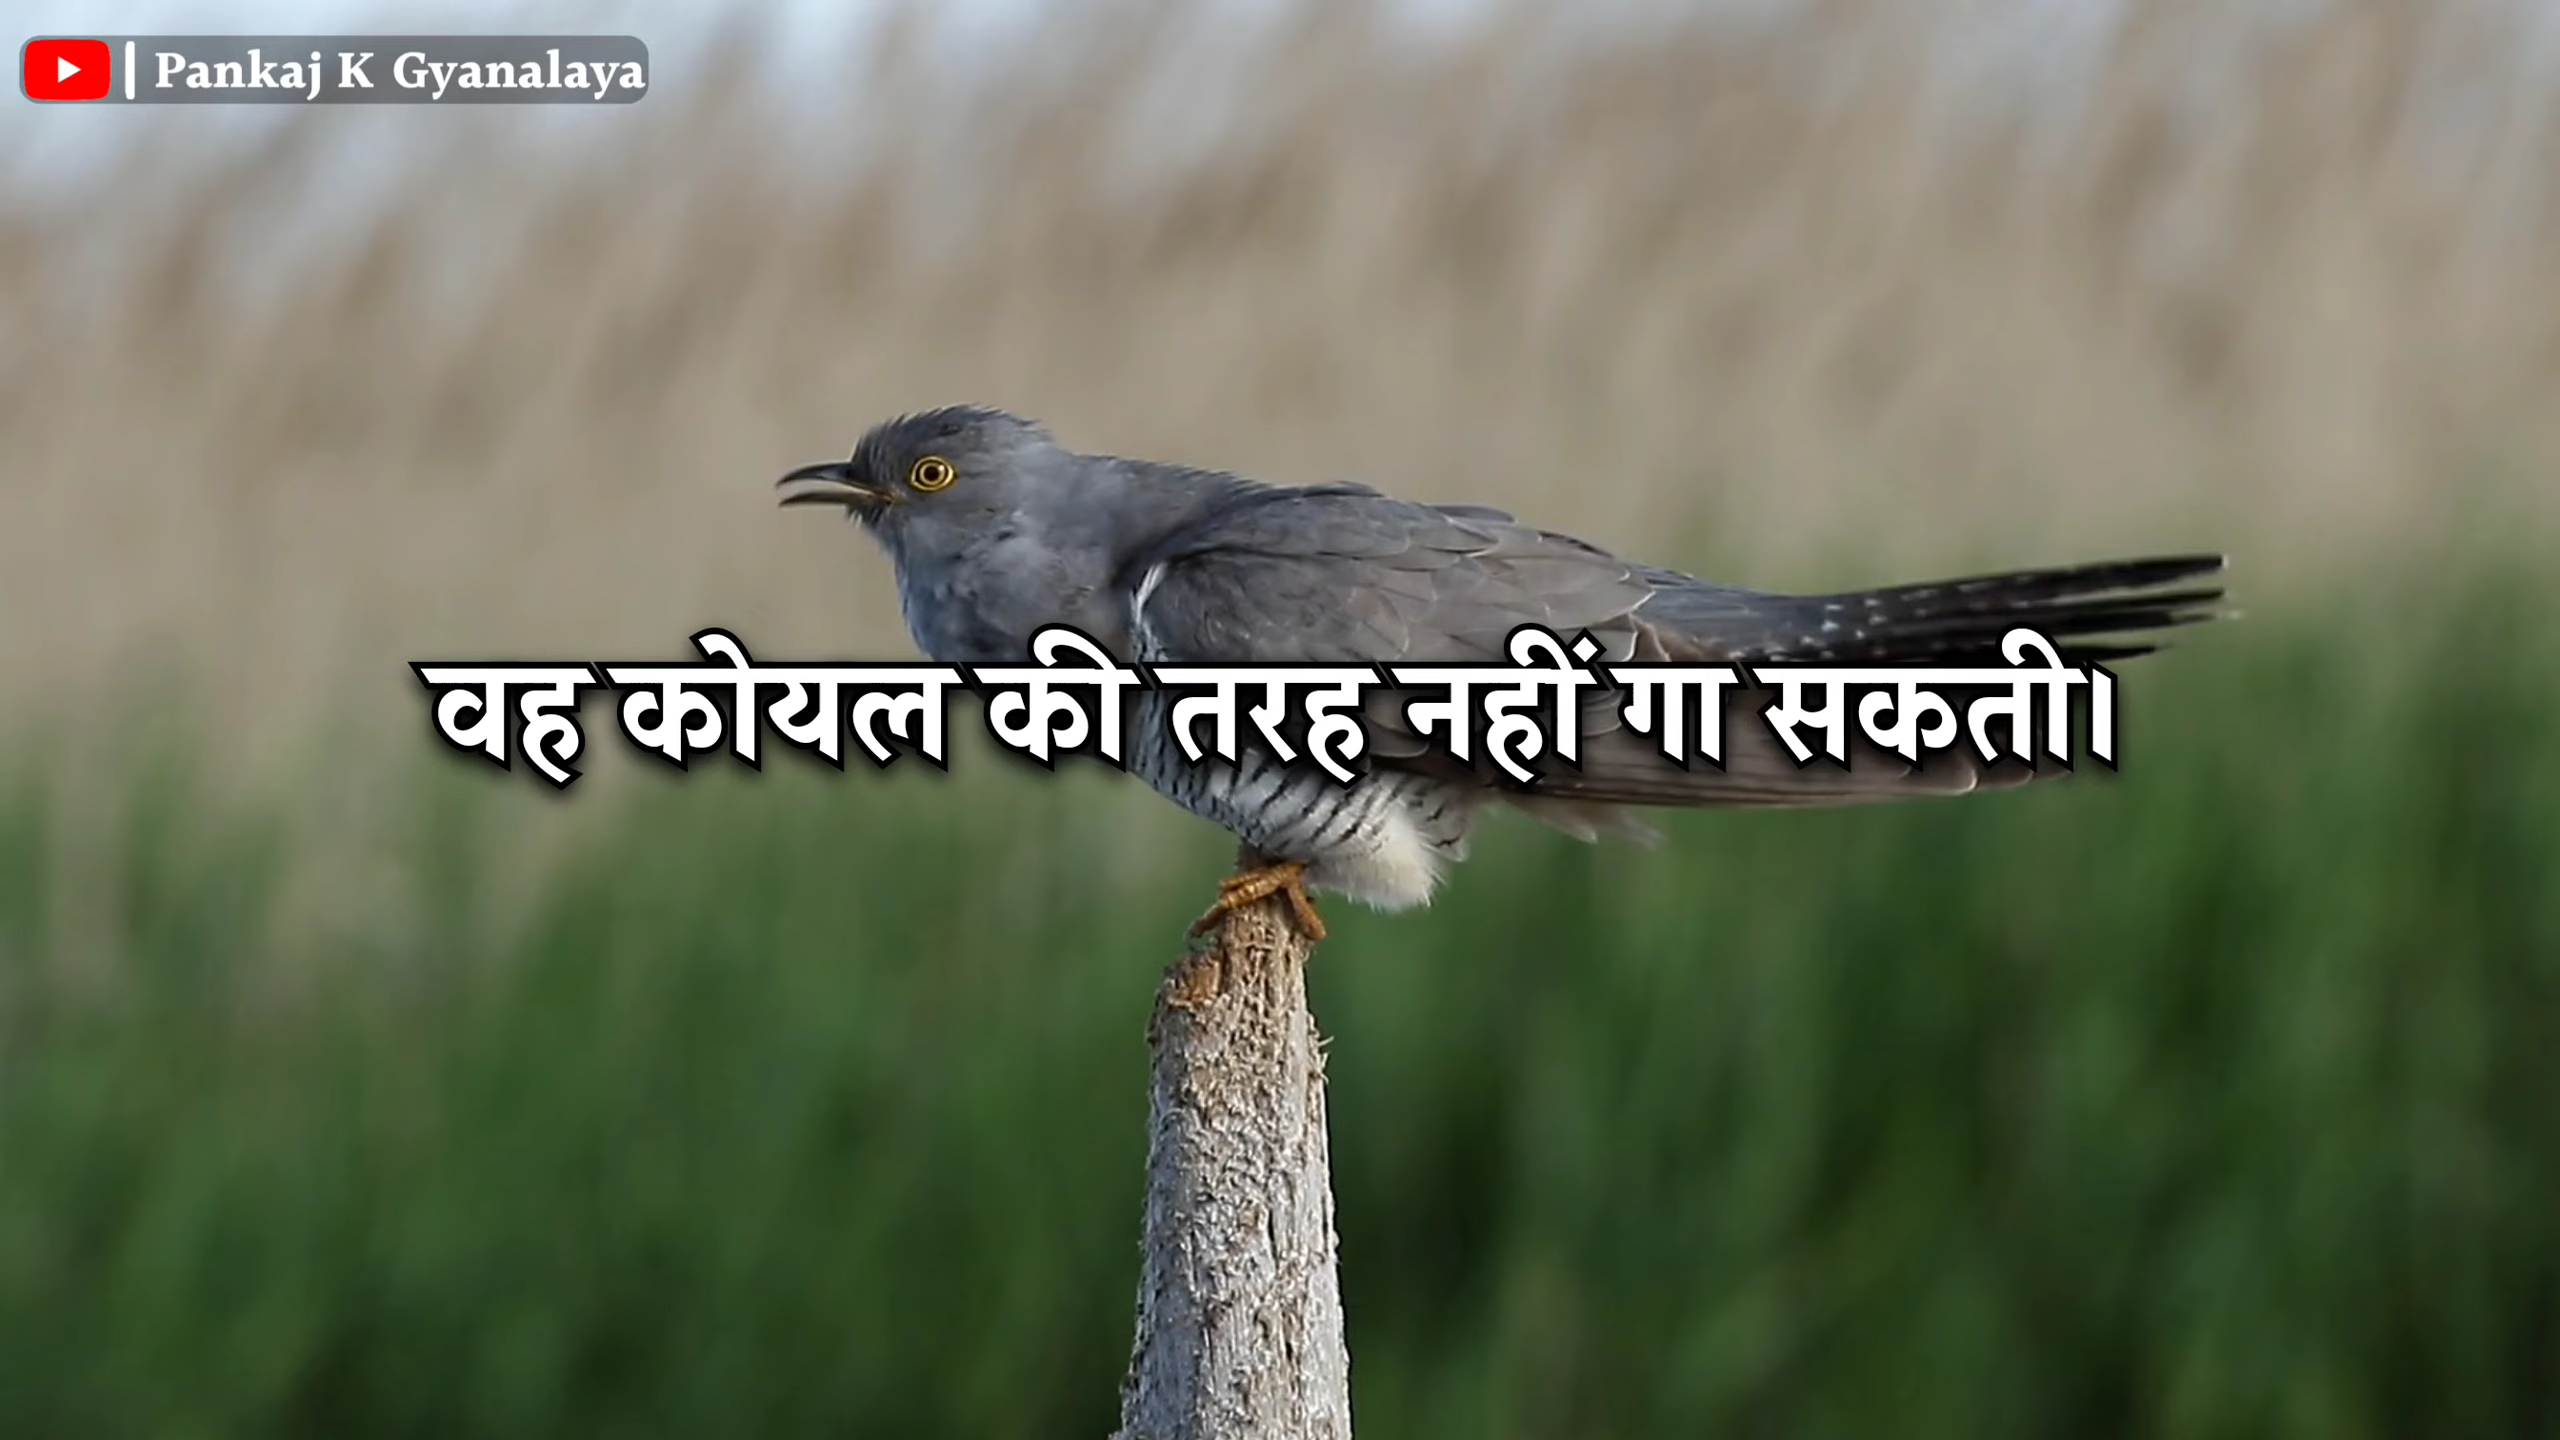 | Pankaj K Gyanalaya
वह कोयल की तरह नहीं गा सकती।